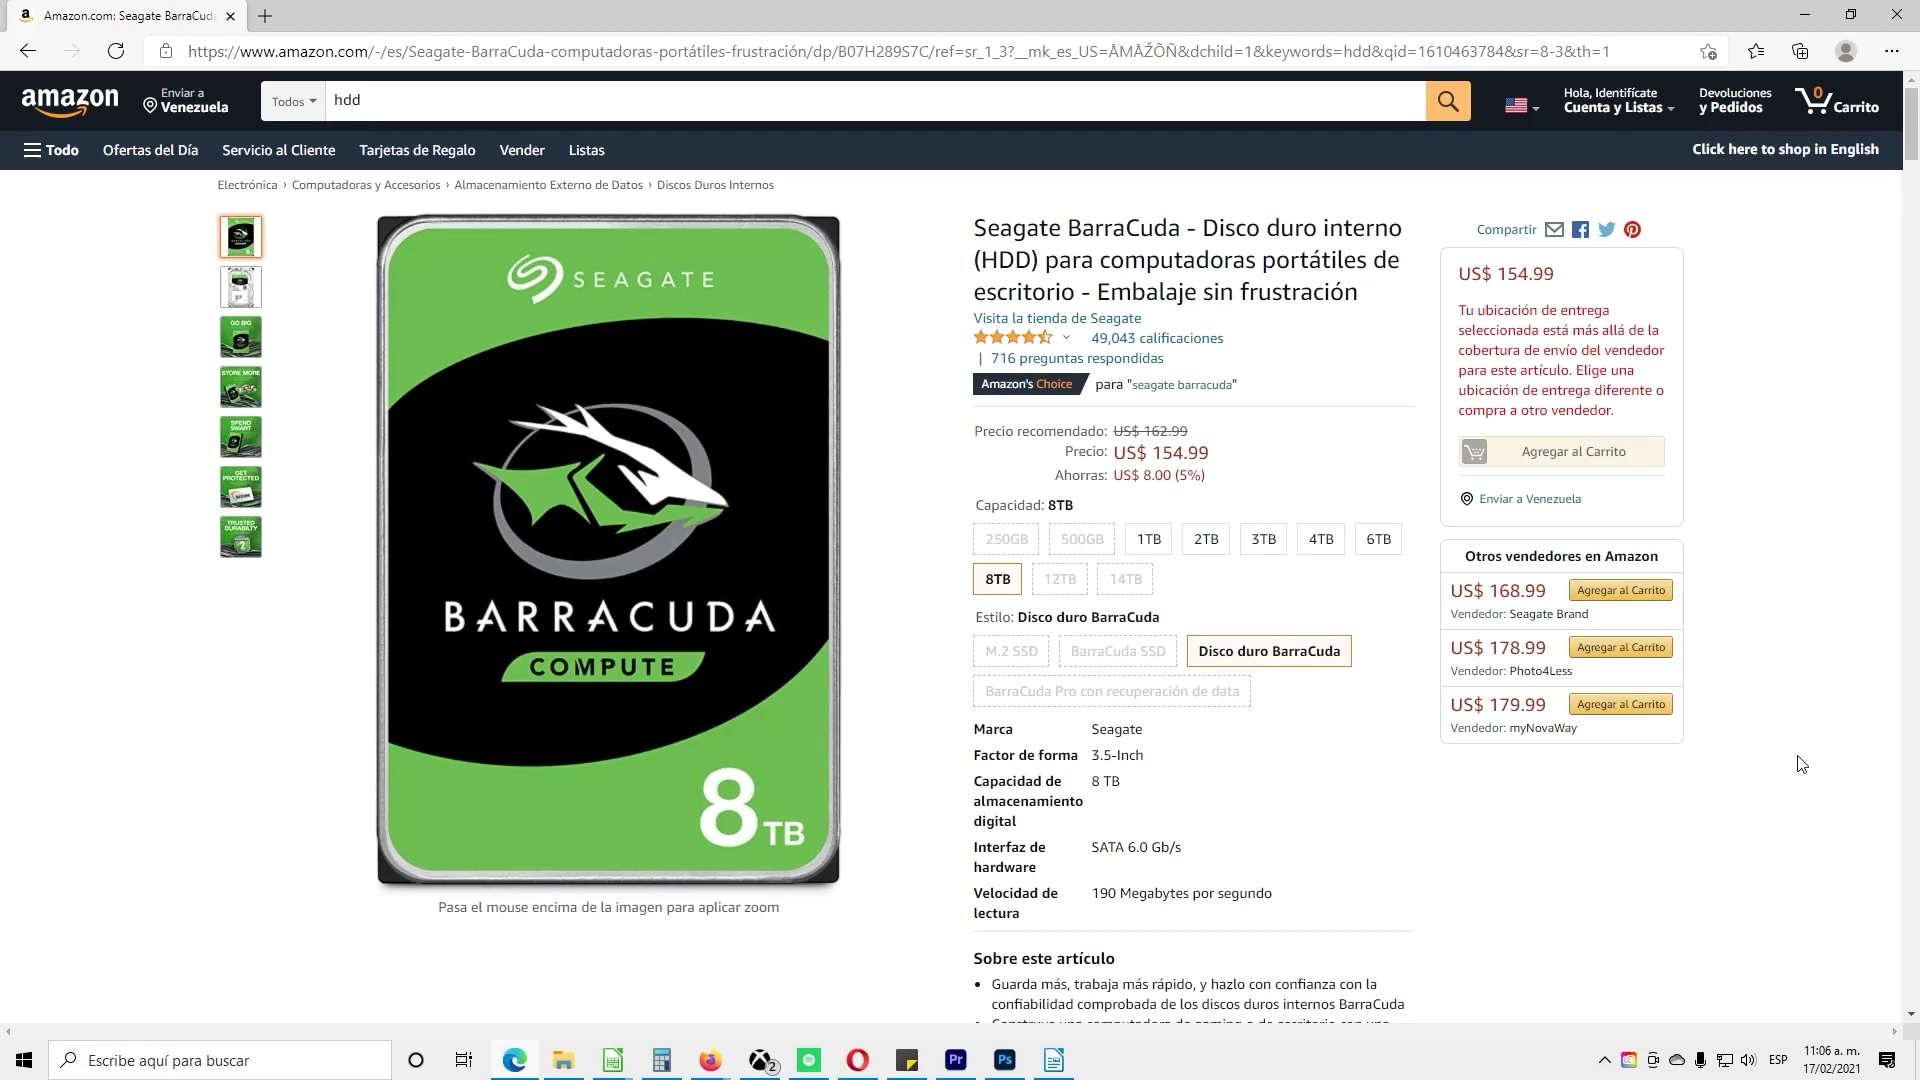 Amazon.com: Seagate BarraCuda
https://www.amazon.com/-/es/Seagate-BarraCuda-computadoras-portátiles-frustración/dp/B07H289S7C/ref=sr_1_3?__mk_es_US=ÅMÅŽÕÑ&dchild=1&keywords=hdd&qid=1610463784&sr=8-3&th=1
amazon
Enviar a
Venezuela
Todos
hdd
Hola, Identifícate
Cuenta y Listas
Devoluciones
y Pedidos
0
Carrito
Todo
Ofertas del Día
Servicio al Cliente
Tarjetas de Regalo
Vender
Listas
Click here to shop in English
Electrónica › Computadoras y Accesorios › Almacenamiento Externo de Datos › Discos Duros Internos
GO BIG
STORE MORE
SPEND
SMART
GET
PROTECTED
TRUSTED
DURABILTY
SEAGATE
BARRACUDA
COMPUTE
8TB
Pasa el mouse encima de la imagen para aplicar zoom
Seagate BarraCuda - Disco duro interno
(HDD) para computadoras portátiles de
escritorio - Embalaje sin frustración
Visita la tienda de Seagate
49,043 calificaciones
| 716 preguntas respondidas
Amazon's Choice para "seagate barracuda"
Precio recomendado: US$ 162.99
Precio: US$ 154.99
Ahorras: US$ 8.00 (5%)
Capacidad: 8TB
250GB 500GB 1TB 2TB 3TB 4TB 6TB
8TB 12TB 14TB
Estilo: Disco duro BarraCuda
M.2 SSD BarraCuda SSD Disco duro BarraCuda
BarraCuda Pro con recuperación de data
Marca Seagate
Factor de forma 3.5-Inch
Capacidad de 8 TB
almacenamiento
digital
Interfaz de SATA 6.0 Gb/s
hardware
Velocidad de 190 Megabytes por segundo
lectura
Sobre este artículo
• Guarda más, trabaja más rápido, y hazlo con confianza con la
confiabilidad comprobada de los discos duros internos BarraCuda
Compartir
US$ 154.99
Tu ubicación de entrega
seleccionada está más allá de la
cobertura de envío del vendedor
para este artículo. Elige una
ubicación de entrega diferente o
compra a otro vendedor.
Agregar al Carrito
Enviar a Venezuela
Otros vendedores en Amazon
US$ 168.99 Agregar al Carrito
Vendedor: Seagate Brand
US$ 178.99 Agregar al Carrito
Vendedor: Photo4Less
US$ 179.99 Agregar al Carrito
Vendedor: myNovaWay
Escribe aquí para buscar
2
Pr
Ps
ESP
11:06 a. m.
17/02/2021